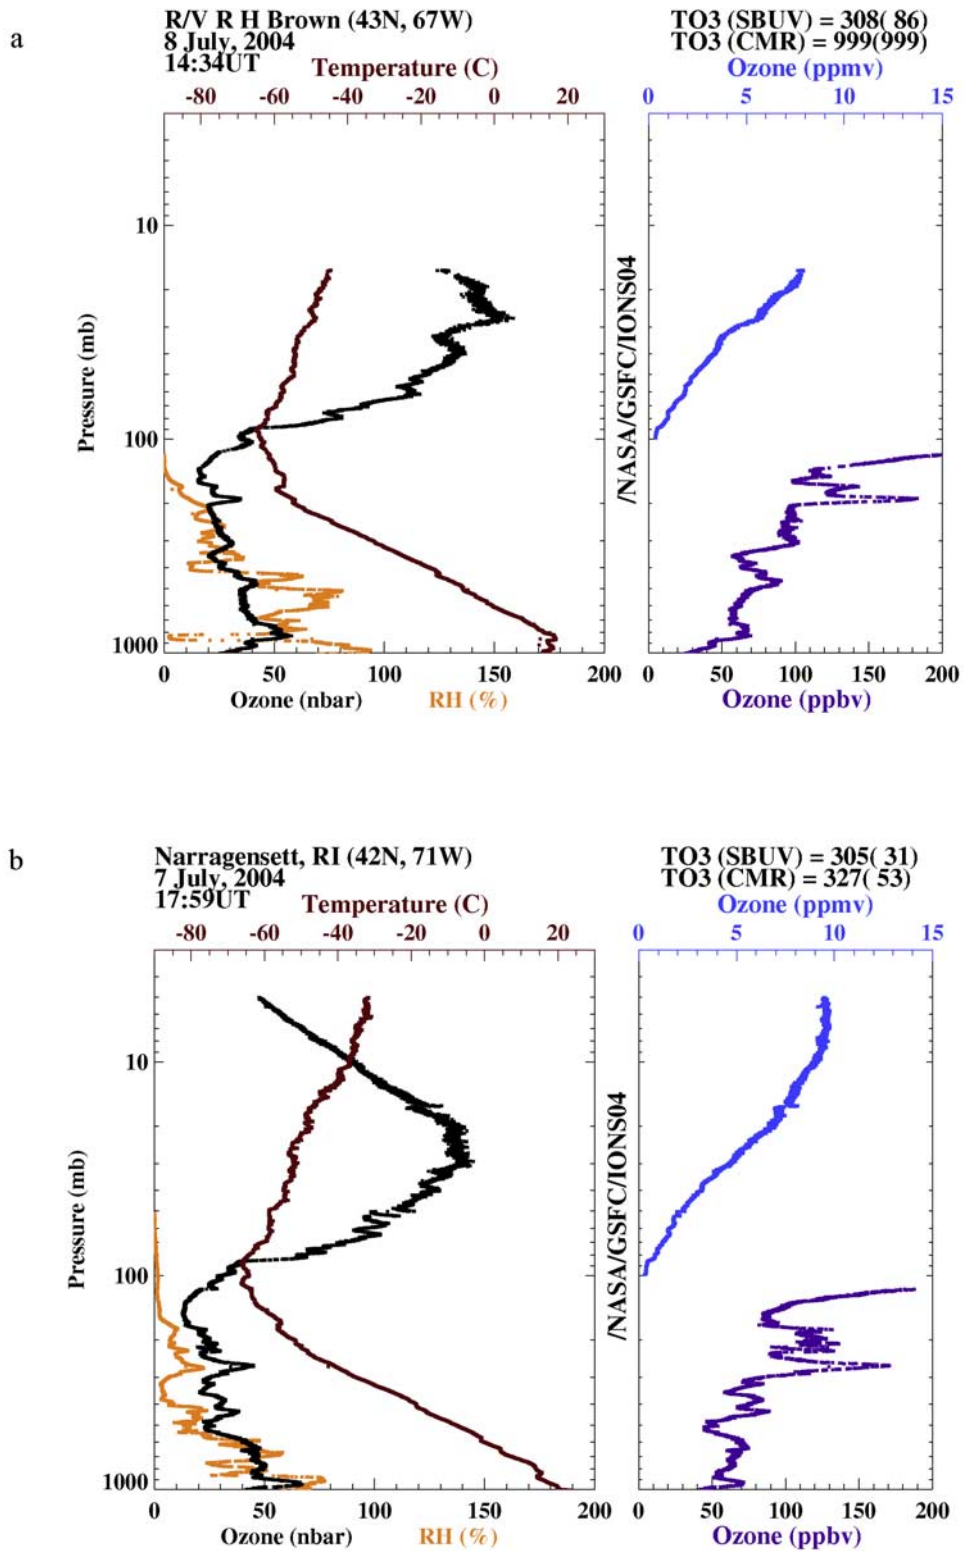 a
R/V R H Brown (43N, 67W)
8 July, 2004
14:34UT
TO3 (SBUV) = 308( 86)
TO3 (CMR) = 999(999)
Temperature (C)
Ozone (ppmv)
-80 -60 -40 -20 0 20
0 5 10 15
10
100
1000
Pressure (mb)
/NASA/GSFC/IONS04
0 50 100 150 200
0 50 100 150 200
Ozone (nbar) RH (%)
Ozone (ppbv)
b
Narragensett, RI (42N, 71W)
7 July, 2004
17:59UT
TO3 (SBUV) = 305( 31)
TO3 (CMR) = 327( 53)
Temperature (C)
Ozone (ppmv)
-80 -60 -40 -20 0 20
0 5 10 15
10
100
1000
Pressure (mb)
/NASA/GSFC/IONS04
0 50 100 150 200
0 50 100 150 200
Ozone (nbar) RH (%)
Ozone (ppbv)